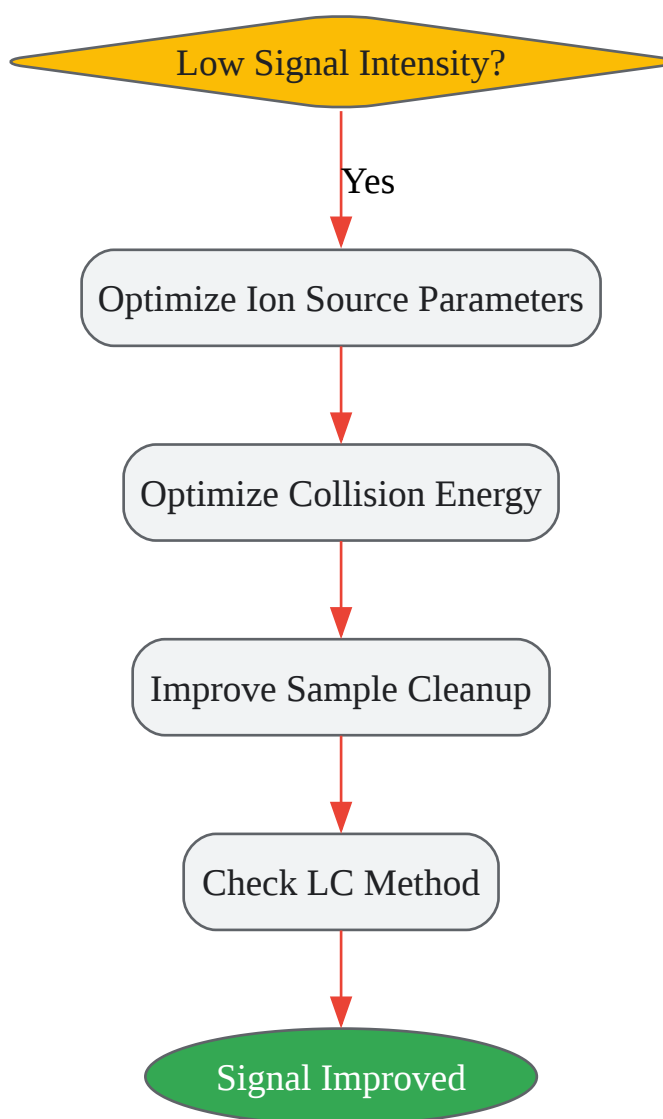 Low Signal Intensity?
Yes
Optimize Ion Source Parameters
Optimize Collision Energy
Improve Sample Cleanup
Check LC Method
Signal Improved